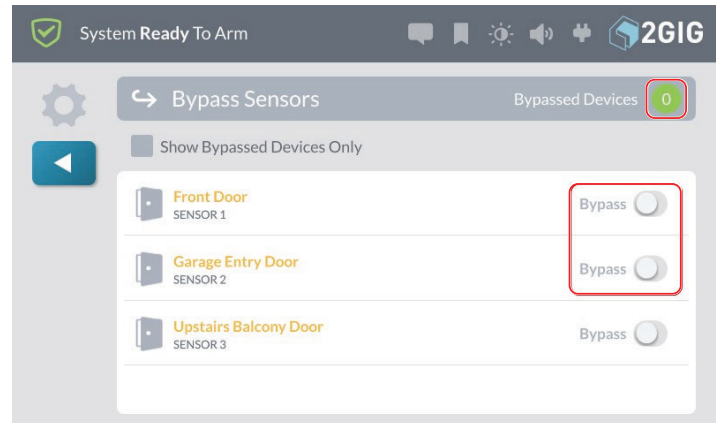 System Ready To Arm
2GIG
Bypass Sensors
Bypassed Devices 0
Show Bypassed Devices Only
Front Door
SENSOR 1
Bypass
Garage Entry Door
SENSOR 2
Bypass
Upstairs Balcony Door
SENSOR 3
Bypass